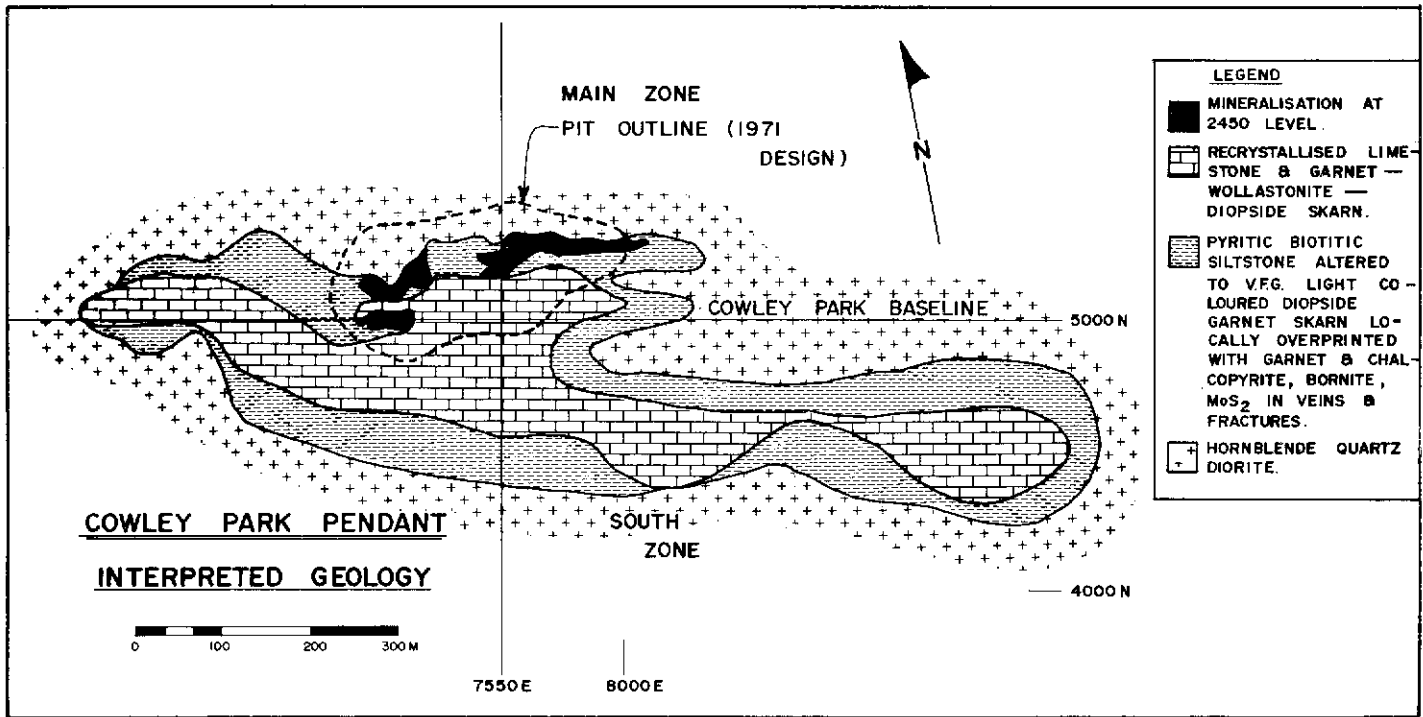 MAIN ZONE
PIT OUTLINE (1971
DESIGN)
N
COWLEY PARK BASELINE
5000 N
SOUTH
ZONE
4000 N
COWLEY PARK PENDANT
INTERPRETED GEOLOGY
0 100 200 300 M
7550 E 8000 E
LEGEND
MINERALISATION AT
2450 LEVEL.
RECRYSTALLISED LIME-
STONE & GARNET —
WOLLASTONITE —
DIOPSIDE SKARN.
PYRITIC BIOTITIC
SILTSTONE ALTERED
TO V.F.G. LIGHT CO-
LOURED DIOPSIDE
GARNET SKARN LO-
CALLY OVERPRINTED
WITH GARNET & CHAL-
COPYRITE, BORNITE,
MoS2 IN VEINS &
FRACTURES.
HORNBLENDE QUARTZ
DIORITE.